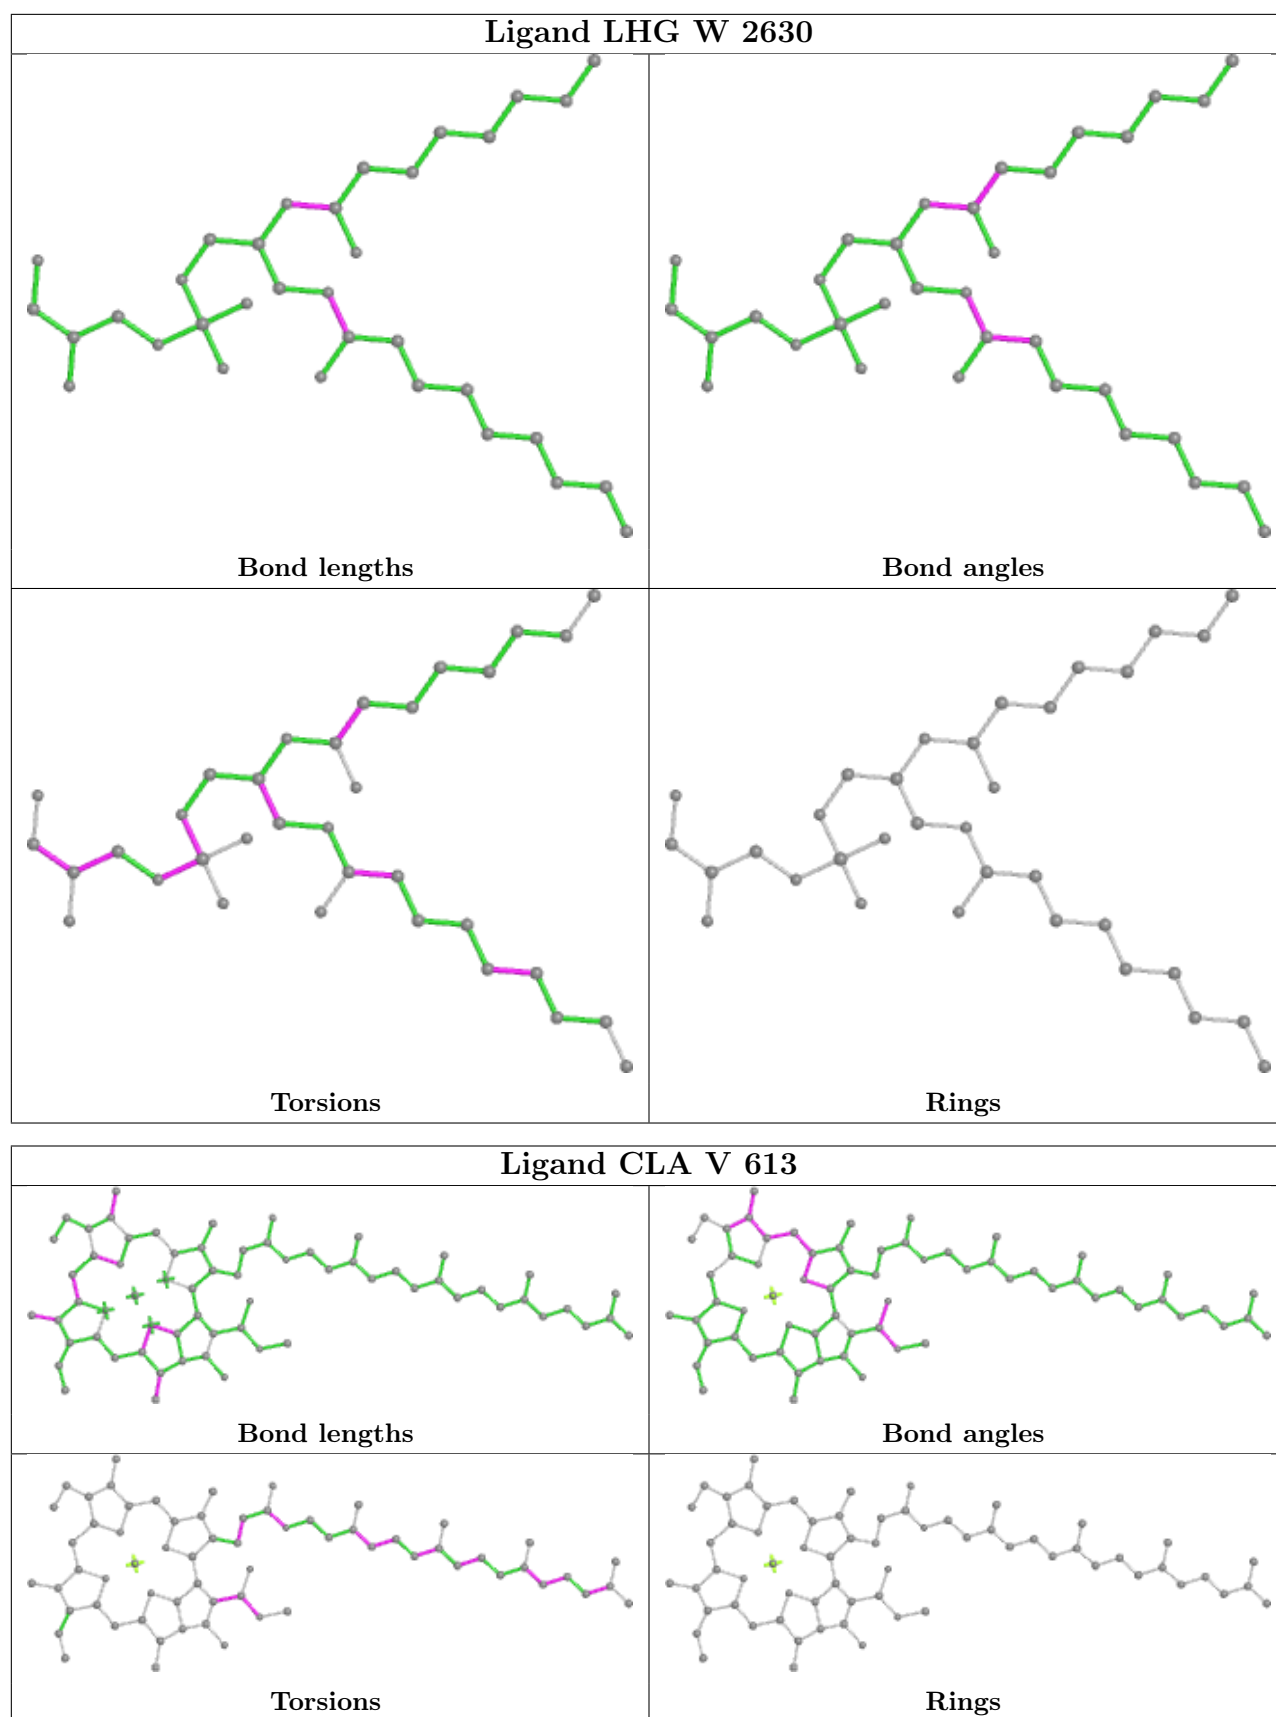 Ligand LHG W 2630
Bond lengths
Bond angles
Torsions
Rings
Ligand CLA V 613
Bond lengths
Bond angles
Torsions
Rings